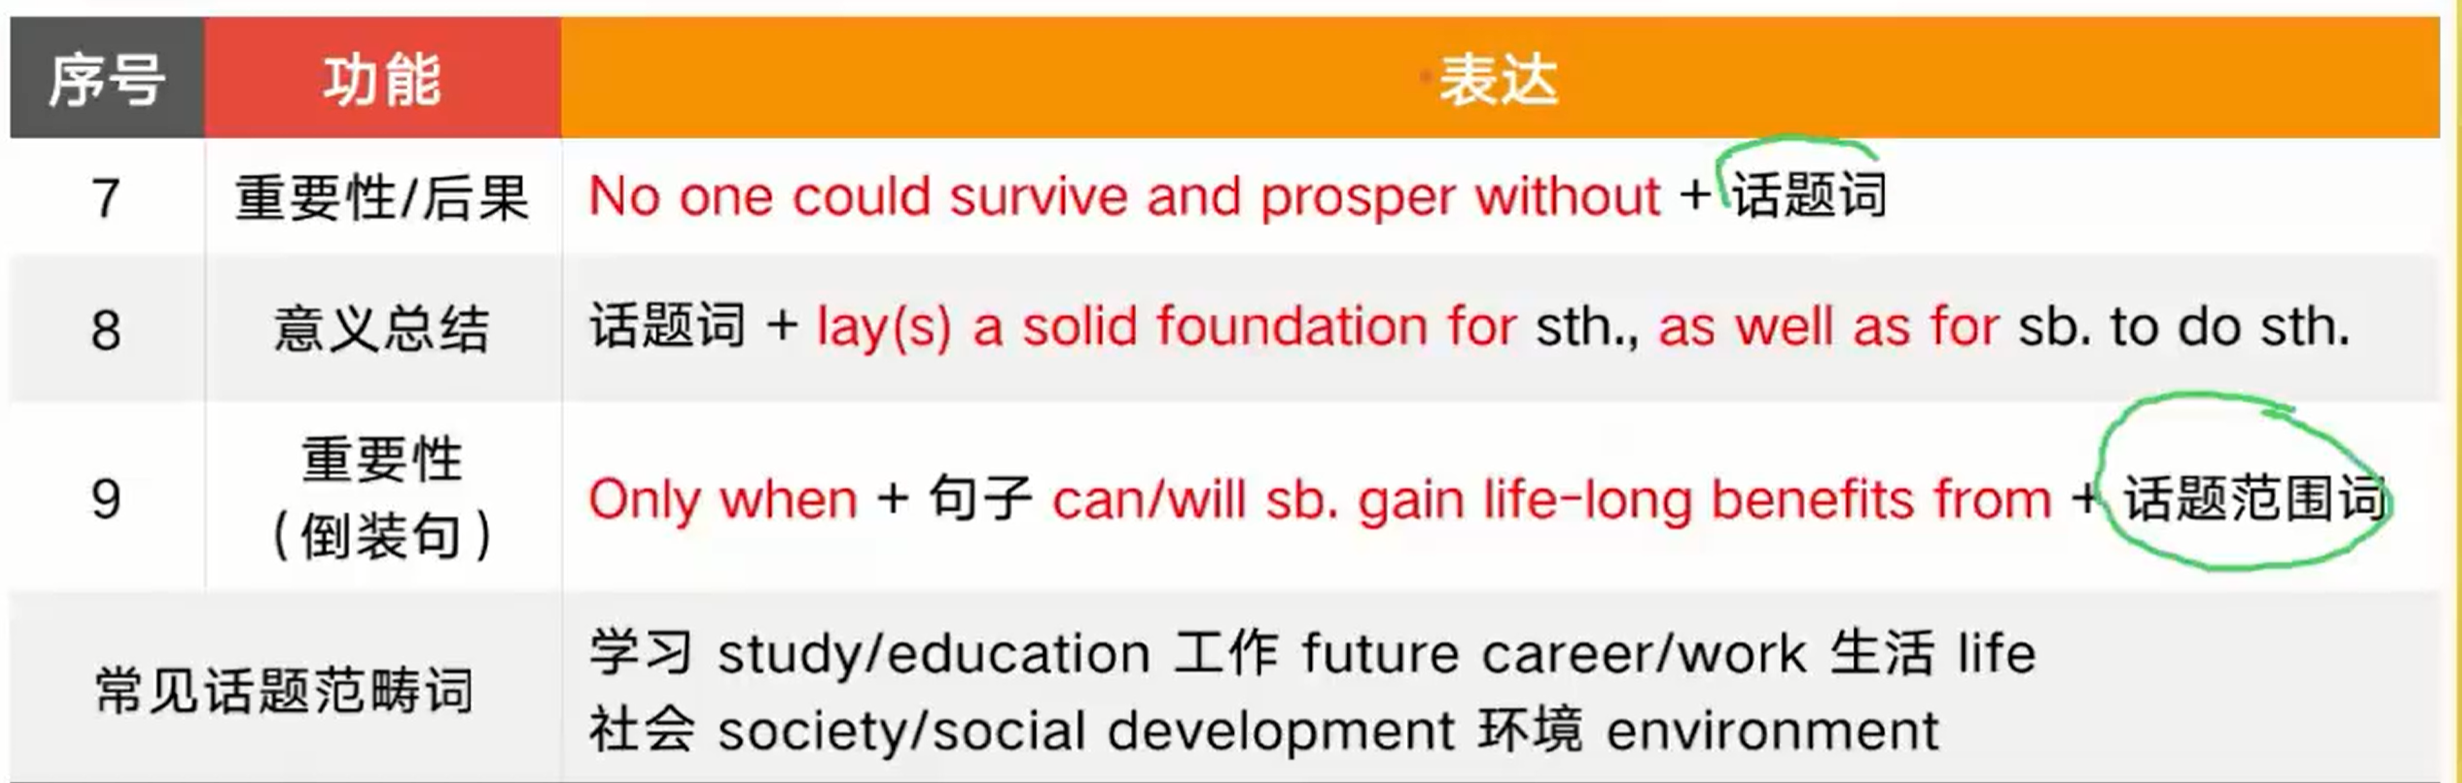 序号 功能 表达
7 重要性/后果 No one could survive and prosper without + 话题词
8 意义总结 话题词 + lay(s) a solid foundation for sth., as well as for sb. to do sth.
9 重要性 (倒装句) Only when + 句子 can/will sb. gain life-long benefits from + 话题范围词
常见话题范畴词 学习 study/education 工作 future career/work 生活 life
社会 society/social development 环境 environment